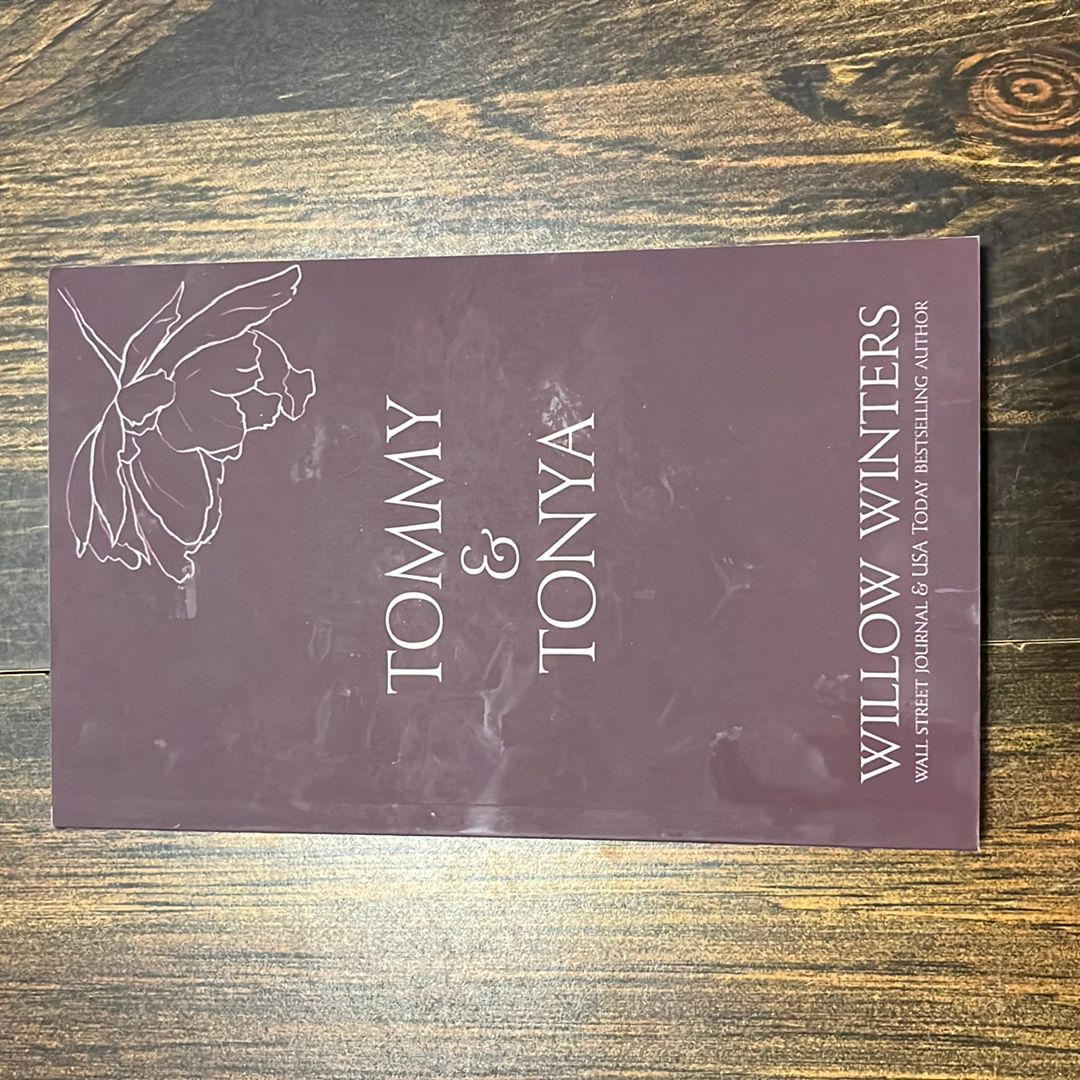 TOMMY
&
TONYA
WILLOW WINTERS
WALL STREET JOURNAL & USA TODAY BESTSELLING AUTHOR